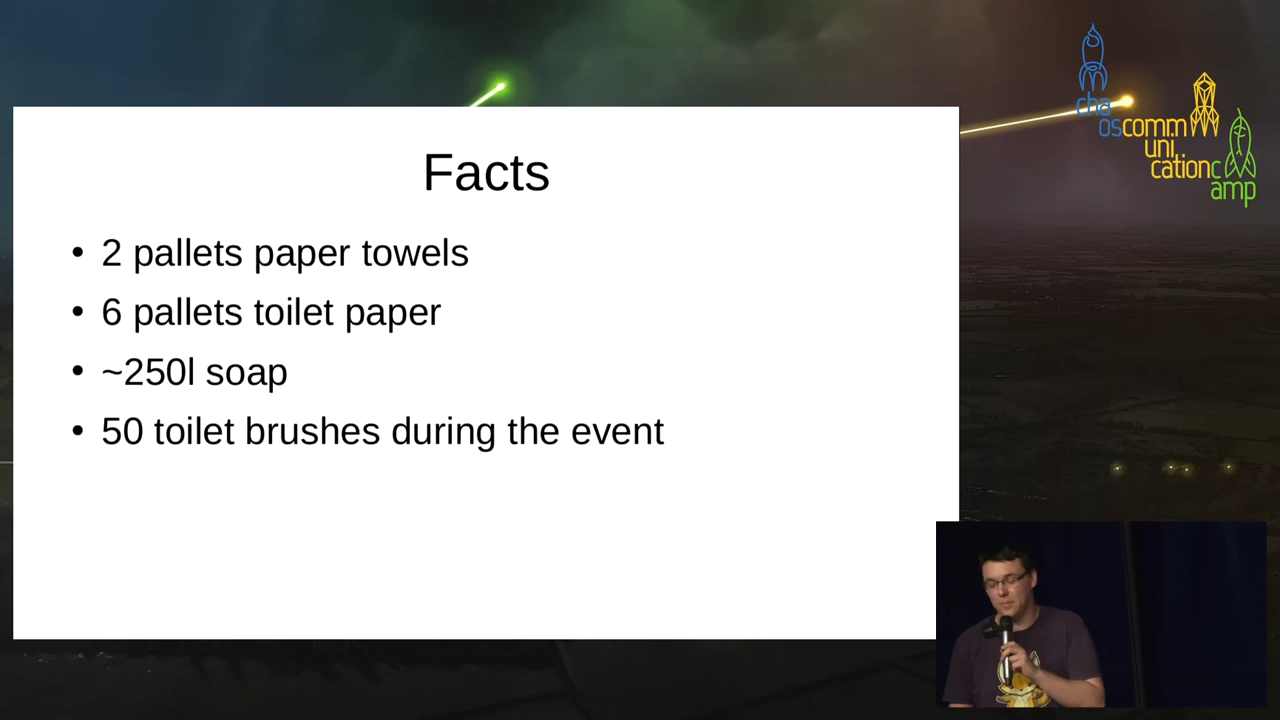 Facts
• 2 pallets paper towels
• 6 pallets toilet paper
• ~250l soap
• 50 toilet brushes during the event
cha
oscomm
uni
cationc
amp